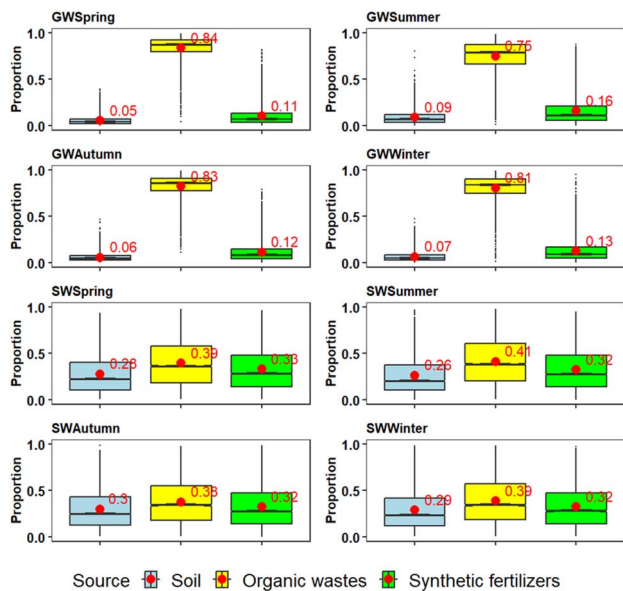 GWSpring
Proportion
1.0
0.5
0.0
0.05
0.84
0.11
GWSummer
Proportion
1.0
0.5
0.0
0.09
0.75
0.16
GWAutumn
Proportion
1.0
0.5
0.0
0.06
0.83
0.12
GWWinter
Proportion
1.0
0.5
0.0
0.07
0.81
0.13
SWSpring
Proportion
1.0
0.5
0.0
0.28
0.39
0.33
SWSummer
Proportion
1.0
0.5
0.0
0.26
0.41
0.32
SWAutumn
Proportion
1.0
0.5
0.0
0.3
0.38
0.32
SWWinter
Proportion
1.0
0.5
0.0
0.29
0.39
0.32
Source Soil Organic wastes Synthetic fertilizers